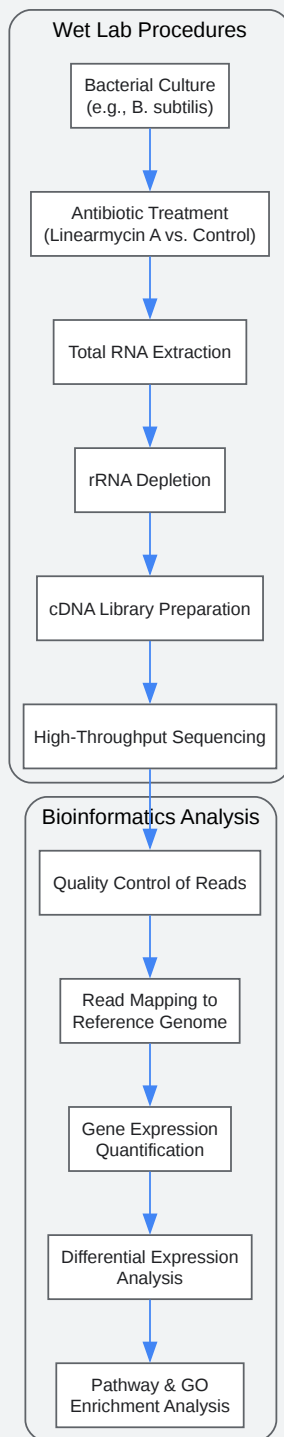 Wet Lab Procedures
Bacterial Culture
(e.g., B. subtilis)
Antibiotic Treatment
(Linearmycin A vs. Control)
Total RNA Extraction
rRNA Depletion
cDNA Library Preparation
High-Throughput Sequencing
Bioinformatics Analysis
Quality Control of Reads
Read Mapping to
Reference Genome
Gene Expression
Quantification
Differential Expression
Analysis
Pathway & GO
Enrichment Analysis